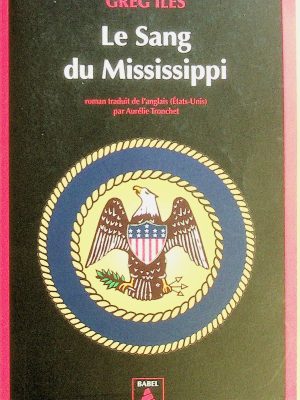 GREG ILES
Le Sang
du Mississippi
roman traduit de l'anglais (États-Unis)
par Aurélie Tronchet
BABEL